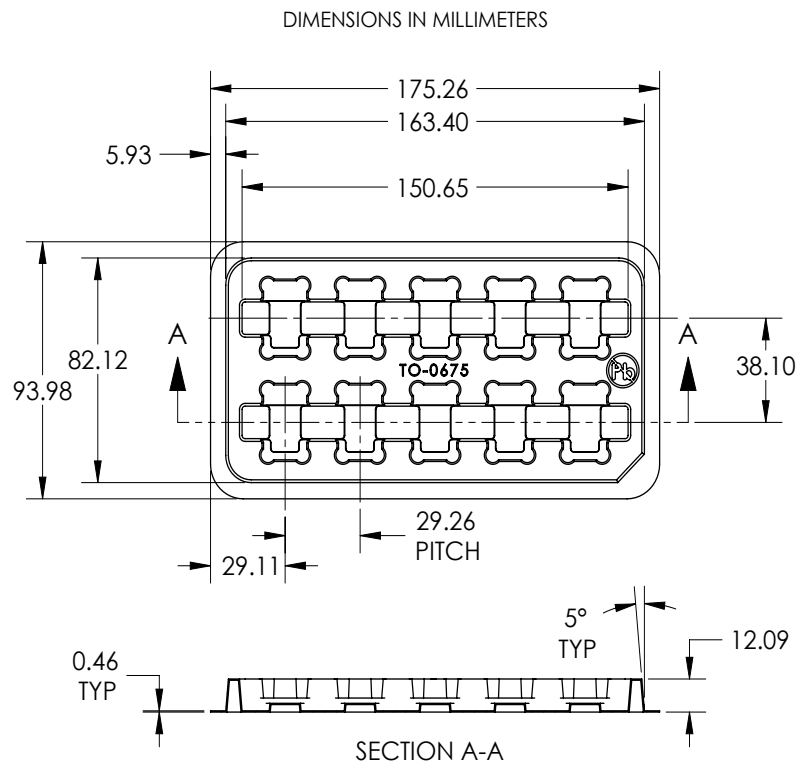 DIMENSIONS IN MILLIMETERS
175.26
163.40
5.93
150.65
A
A
82.12
TO-0675
Pb
38.10
93.98
29.26
PITCH
29.11
5°
TYP
12.09
0.46
TYP
SECTION A-A